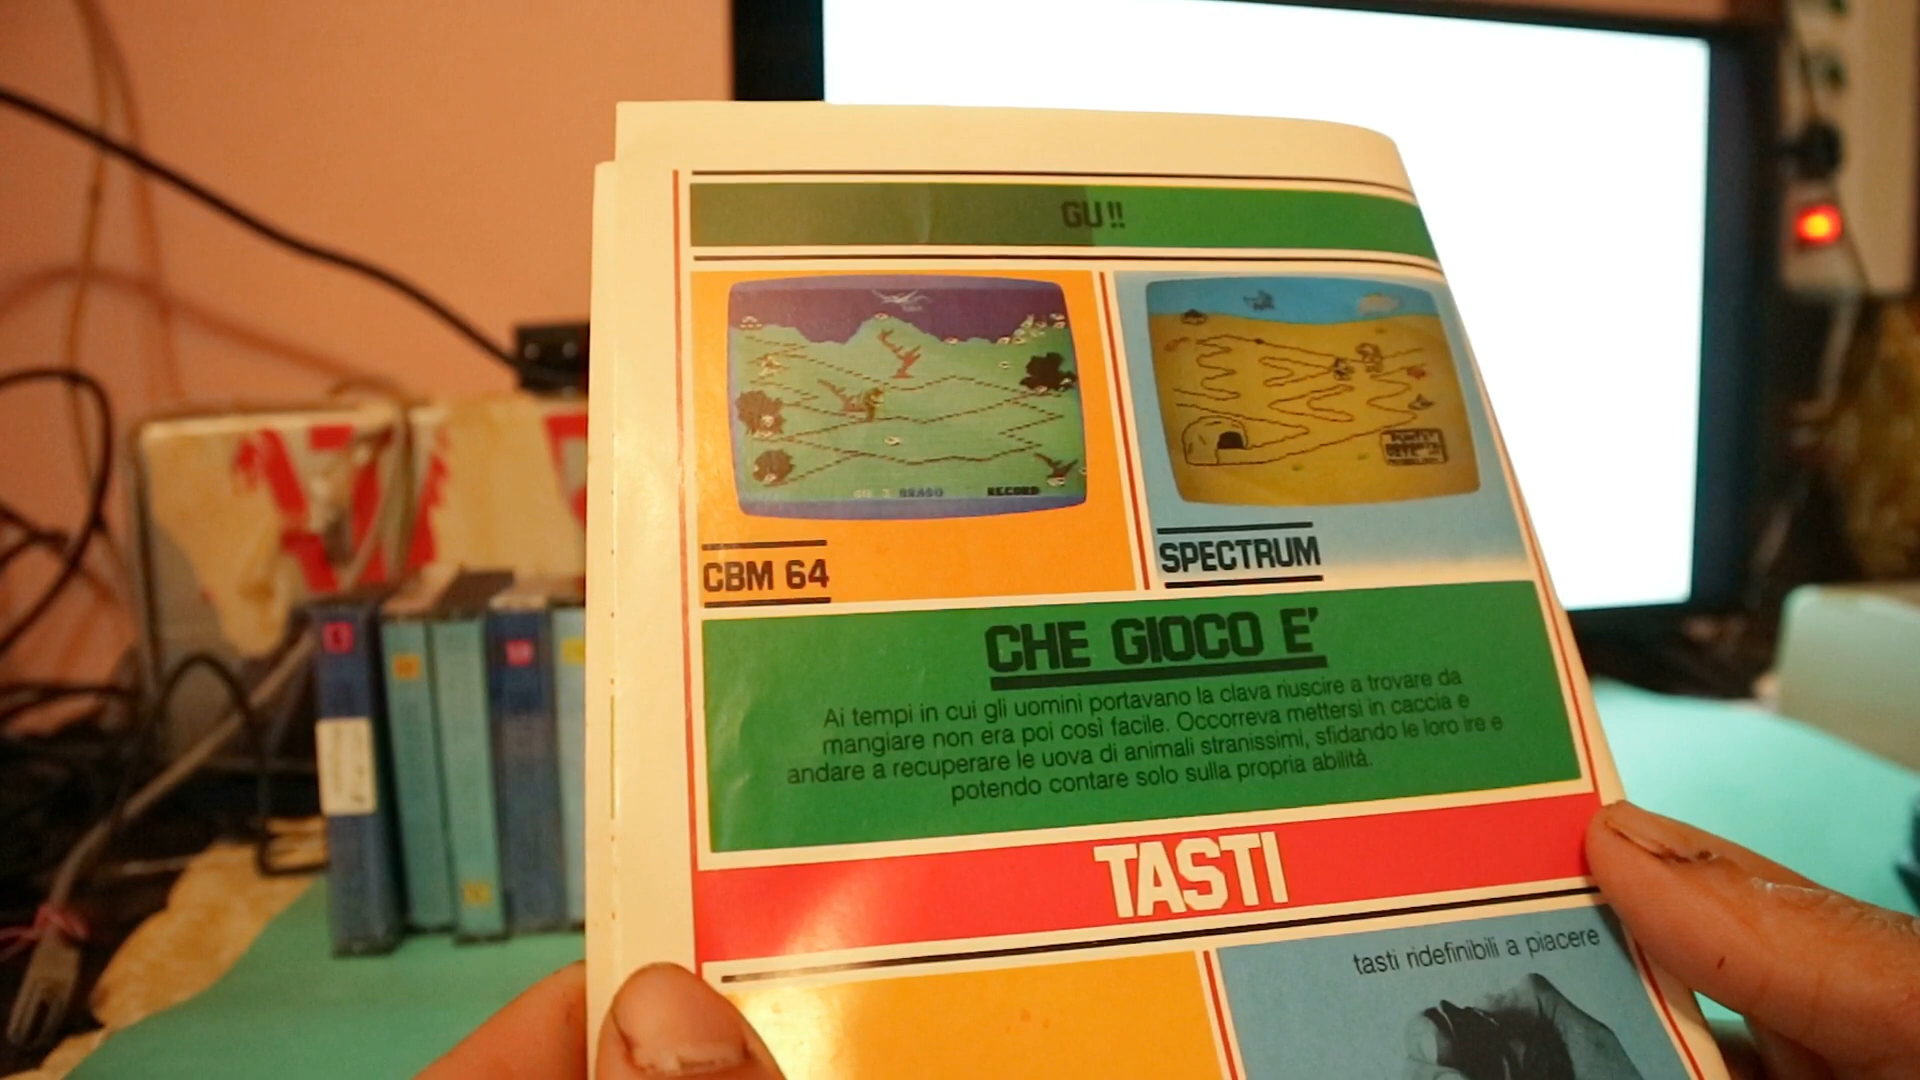 GU!!
RECORD
CBM 64
SPECTRUM
CHE GIOCO E'
Ai tempi in cui gli uomini portavano la clava riuscire a trovare da
mangiare non era poi così facile. Occorreva mettersi in caccia e
andare a recuperare le uova di animali stranissimi, sfidando le loro ire e
potendo contare solo sulla propria abilità.
TASTI
tasti ridefinibili a piacere